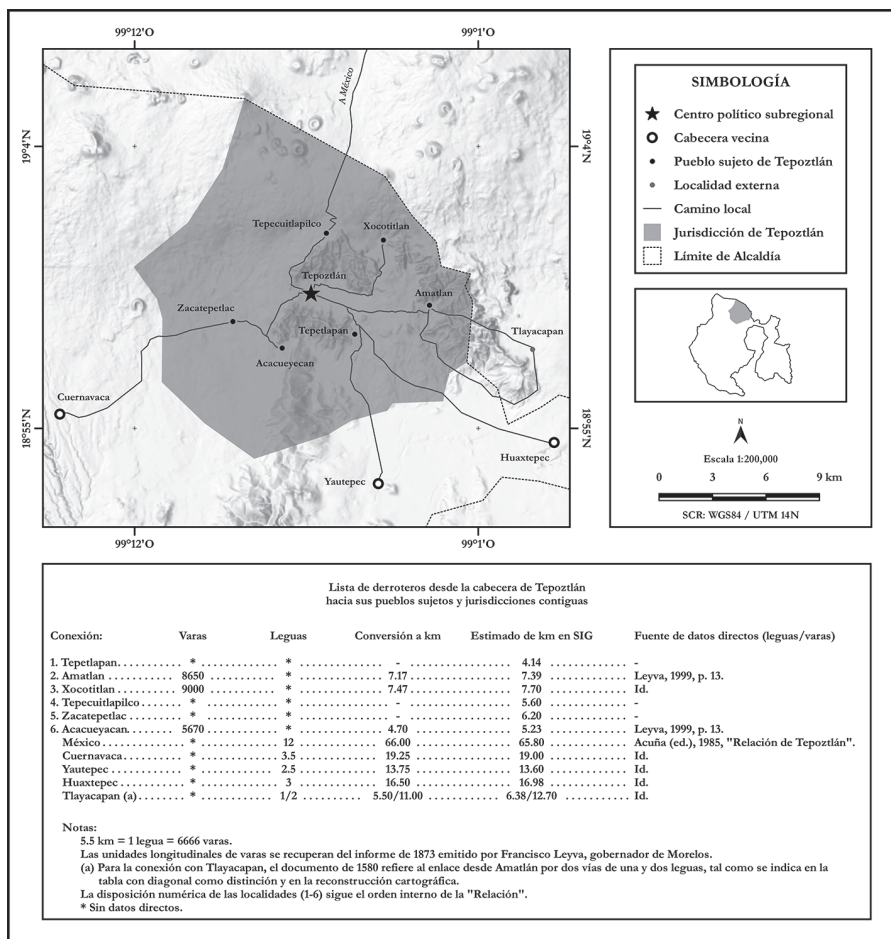 99°12'O
99°1'O
A México
19°4'N
19°4'N
Tepecuitlapilco
Xocotitlan
Tepoztlán
Amatlan
Zacatepetlac
Tepetlapan
Tlayacapan
Acacueyecan
Cuernavaca
18°55'N
18°55'N
Huaxtepec
Yautepec
99°12'O
99°1'O
SIMBOLOGÍA
Centro político subregional
Cabecera vecina
Pueblo sujeto de Tepoztlán
Localidad externa
Camino local
Jurisdicción de Tepoztlán
Límite de Alcaldía
N
Escala 1:200,000
0 3 6 9 km
SCR: WGS84 / UTM 14N
Lista de derroteros desde la cabecera de Tepoztlán
hacia sus pueblos sujetos y jurisdicciones contiguas
Conexión: Varas Leguas Conversión a km Estimado de km en SIG Fuente de datos directos (leguas/varas)
1. Tepetlapan . . . . . . . . . . * . . . . . . . . . . * . . . . . . . . . . - . . . . . . . . . . 4.14 . . . . . . . . . . -
2. Amatlan . . . . . . . . . . 8650 . . . . . . . . . . * . . . . . . . . . . 7.17 . . . . . . . . . . 7.39 . . . . . . . . . . Leyva, 1999, p. 13.
3. Xocotitlan . . . . . . . . . . 9000 . . . . . . . . . . * . . . . . . . . . . 7.47 . . . . . . . . . . 7.70 . . . . . . . . . . Id.
4. Tepecuitlapilco . . . . . . . . . . * . . . . . . . . . . * . . . . . . . . . . - . . . . . . . . . . 5.60 . . . . . . . . . . -
5. Zacatepetlac . . . . . . . . . . * . . . . . . . . . . * . . . . . . . . . . - . . . . . . . . . . 6.20 . . . . . . . . . . -
6. Acacueyacan . . . . . . . . . . 5670 . . . . . . . . . . * . . . . . . . . . . 4.70 . . . . . . . . . . 5.23 . . . . . . . . . . Leyva, 1999, p. 13.
México . . . . . . . . . . * . . . . . . . . . . 12 . . . . . . . . . . 66.00 . . . . . . . . . . 65.80 . . . . . . . . . . Acuña (ed.), 1985, "Relación de Tepoztlán".
Cuernavaca . . . . . . . . . . * . . . . . . . . . . 3.5 . . . . . . . . . . 19.25 . . . . . . . . . . 19.00 . . . . . . . . . . Id.
Yautepec . . . . . . . . . . * . . . . . . . . . . 2.5 . . . . . . . . . . 13.75 . . . . . . . . . . 13.60 . . . . . . . . . . Id.
Huaxtepec . . . . . . . . . . * . . . . . . . . . . 3 . . . . . . . . . . 16.50 . . . . . . . . . . 16.98 . . . . . . . . . . Id.
Tlayacapan (a) . . . . . . . . . . * . . . . . . . . . . 1/2 . . . . . . . . . . 5.50/11.00 . . . . . . . . . . 6.38/12.70 . . . . . . . . . . Id.
Notas:
5.5 km = 1 legua = 6666 varas.
Las unidades longitudinales de varas se recuperan del informe de 1873 emitido por Francisco Leyva, gobernador de Morelos.
(a) Para la conexión con Tlayacapan, el documento de 1580 refiere al enlace desde Amatlán por dos vías de una y dos leguas, tal como se indica en la
tabla con diagonal como distinción y en la reconstrucción cartográfica.
La disposición numérica de las localidades (1-6) sigue el orden interno de la "Relación".
* Sin datos directos.